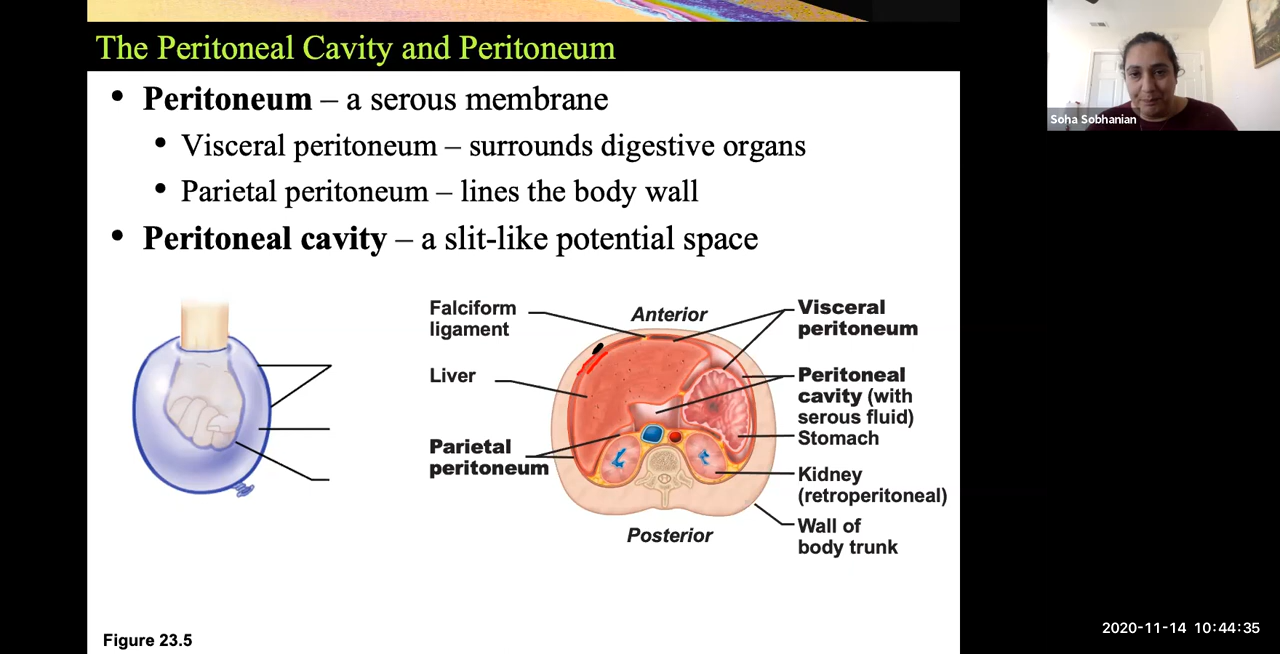 The Peritoneal Cavity and Peritoneum
• Peritoneum – a serous membrane
• Visceral peritoneum – surrounds digestive organs
• Parietal peritoneum – lines the body wall
• Peritoneal cavity – a slit-like potential space
Falciform
ligament
Liver
Parietal
peritoneum
Anterior
Posterior
Visceral
peritoneum
Peritoneal
cavity (with
serous fluid)
Stomach
Kidney
(retroperitoneal)
Wall of
body trunk
Figure 23.5
Soha Sobhanian
2020-11-14 10:44:35